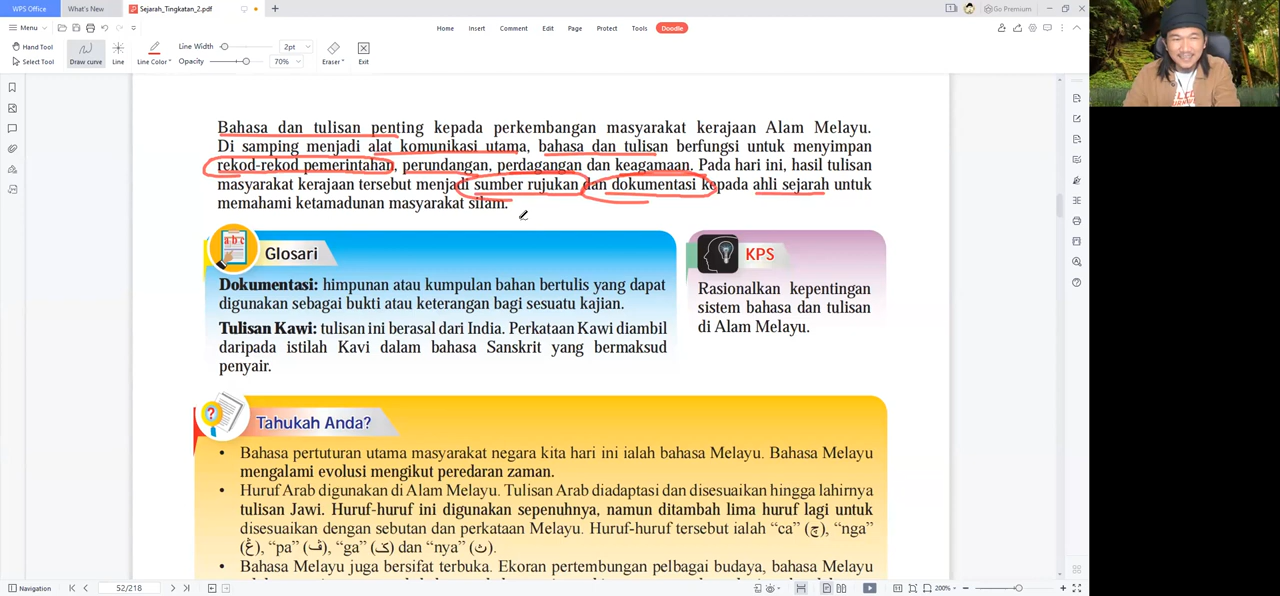 WPS Office
What's New
Sejarah_Tingkatan_2.pdf
Go Premium
Menu
Home Insert Comment Edit Page Protect Tools Doodle
Hand Tool
Select Tool
Draw curve
Line
Line Color
Line Width 2pt
Opacity 70%
Eraser
Exit
Bahasa dan tulisan penting kepada perkembangan masyarakat kerajaan Alam Melayu.
Di samping menjadi alat komunikasi utama, bahasa dan tulisan berfungsi untuk menyimpan
rekod-rekod pemerintahan, perundangan, perdagangan dan keagamaan. Pada hari ini, hasil tulisan
masyarakat kerajaan tersebut menjadi sumber rujukan dan dokumentasi kepada ahli sejarah untuk
memahami ketamadunan masyarakat silam.
abc
Glosari
Dokumentasi: himpunan atau kumpulan bahan bertulis yang dapat
digunakan sebagai bukti atau keterangan bagi sesuatu kajian.
Tulisan Kawi: tulisan ini berasal dari India. Perkataan Kawi diambil
daripada istilah Kavi dalam bahasa Sanskrit yang bermaksud
penyair.
KPS
Rasionalkan kepentingan
sistem bahasa dan tulisan
di Alam Melayu.
?
Tahukah Anda?
• Bahasa pertuturan utama masyarakat negara kita hari ini ialah bahasa Melayu. Bahasa Melayu
mengalami evolusi mengikut peredaran zaman.
• Huruf Arab digunakan di Alam Melayu. Tulisan Arab diadaptasi dan disesuaikan hingga lahirnya
tulisan Jawi. Huruf-huruf ini digunakan sepenuhnya, namun ditambah lima huruf lagi untuk
disesuaikan dengan sebutan dan perkataan Melayu. Huruf-huruf tersebut ialah “ca” (چ), “nga”
(ڠ), “pa” (ڤ), “ga” (ݢ) dan “nya” (ث).
• Bahasa Melayu juga bersifat terbuka. Ekoran pertembungan pelbagai budaya, bahasa Melayu
Navigation
52/218
200%